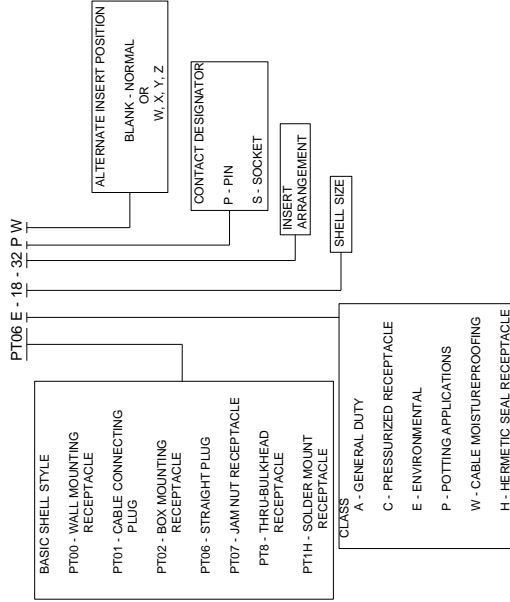 PT06 E - 18 - 32 P W
BASIC SHELL STYLE
PT00 - WALL MOUNTING
RECEPTACLE
PT01 - CABLE CONNECTING
PLUG
PT02 - BOX MOUNTING
RECEPTACLE
PT06 - STRAIGHT PLUG
PT07 - JAM NUT RECEPTACLE
PT8 - THRU-BULKHEAD
RECEPTACLE
PT1H - SOLDER MOUNT
RECEPTACLE
CLASS
A - GENERAL DUTY
C - PRESSURIZED RECEPTACLE
E - ENVIRONMENTAL
P - POTTING APPLICATIONS
W - CABLE MOISTUREPROOFING
H - HERMETIC SEAL RECEPTACLE
SHELL SIZE
INSERT
ARRANGEMENT
CONTACT DESIGNATOR
P - PIN
S - SOCKET
ALTERNATE INSERT POSITION
BLANK - NORMAL
OR
W, X, Y, Z